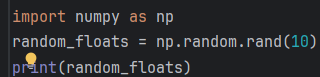 import numpy as np
random_floats = np.random.rand(10)
print(random_floats)